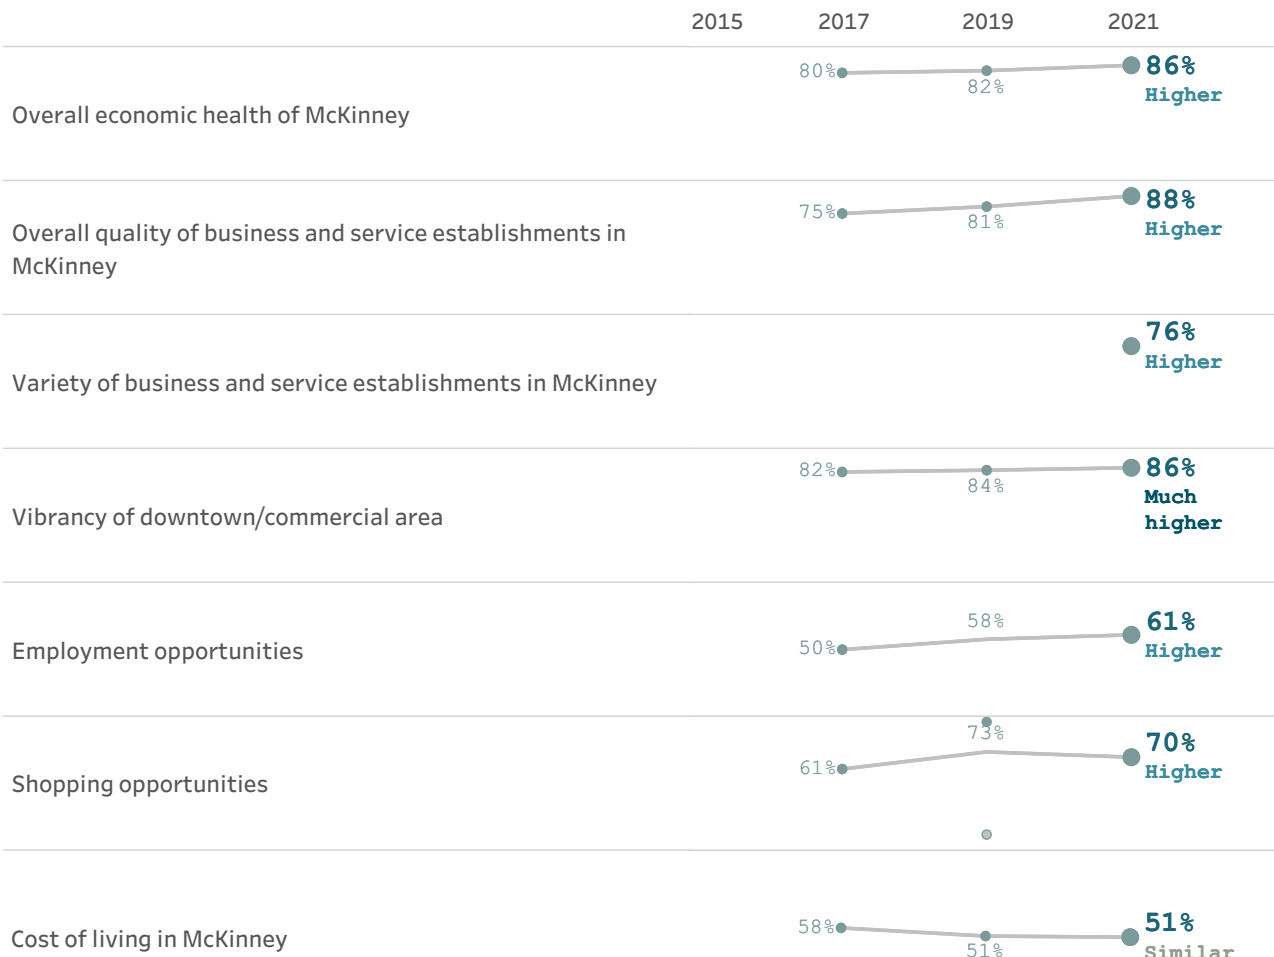 2015 2017 2019 2021
80% 86%
82% Higher
Overall economic health of McKinney
75% 88%
81% Higher
Overall quality of business and service establishments in
McKinney
76%
Higher
Variety of business and service establishments in McKinney
82% 86%
84% Much
higher
Vibrancy of downtown/commercial area
58% 61%
50% Higher
Employment opportunities
73% 70%
61% Higher
Shopping opportunities
58% 51%
Cost of living in McKinney
51% Similar